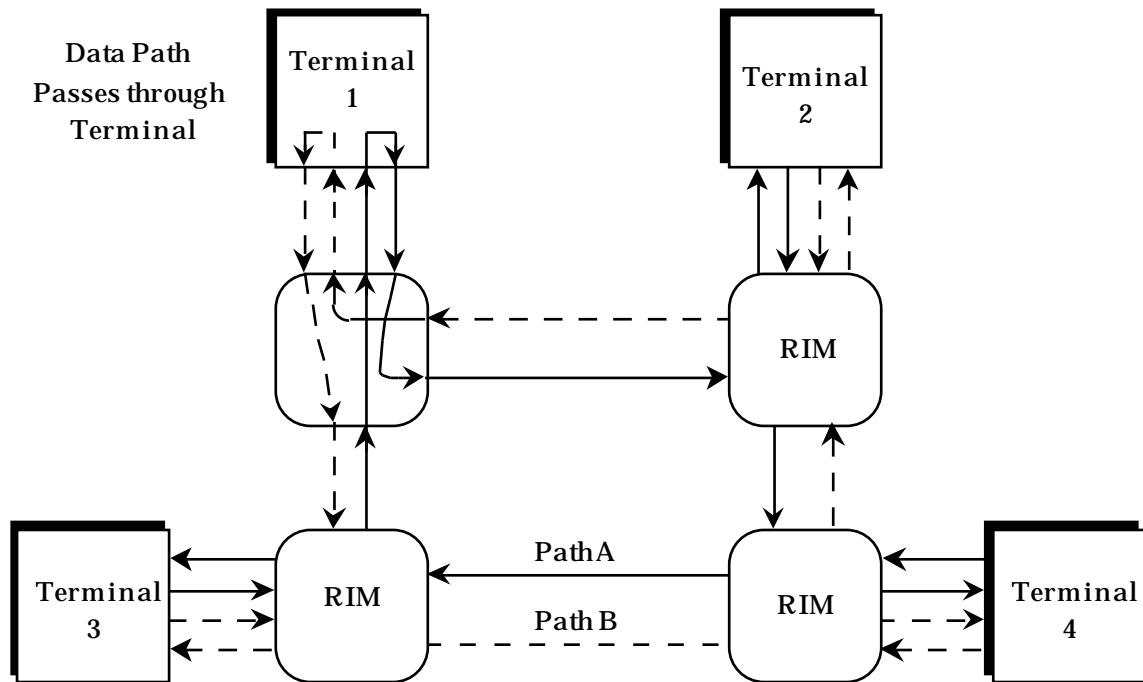 Data Path
Passes through
Terminal
Terminal
1
Terminal
2
RIM
Path A
Path B
Terminal
3
RIM
RIM
Terminal
4